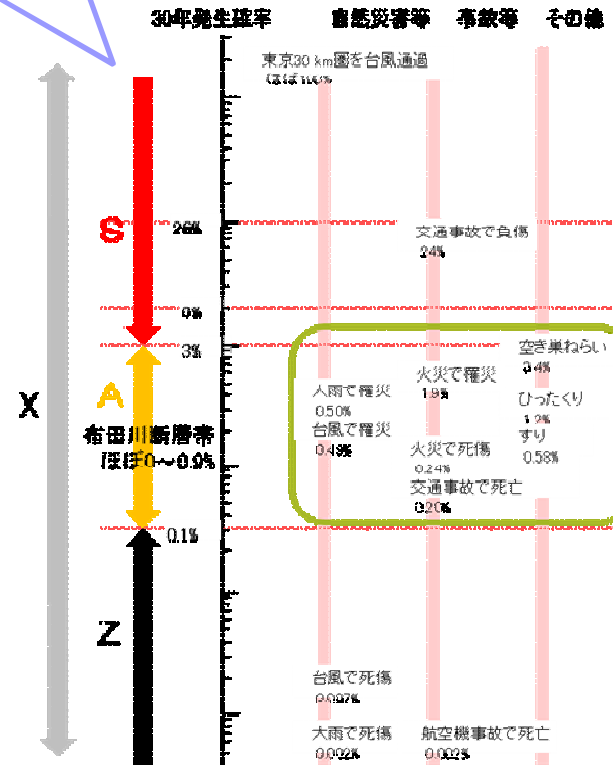 30年発生確率 自然災害等 事故等 その他
東京30 km圏を台風通過
ほぼ100%
S
26%
交通事故で負傷
24%
6%
3%
空き巣ねらい
3.4%
A
火災で罹災
1.9%
大雨で罹災
0.50%
ひったくり
1.2%
X
台風で罹災
0.48%
すり
0.58%
布田川断層帯
ほぼ0～0.9%
火災で死傷
0.24%
交通事故で死亡
0.20%
0.1%
Z
台風で死傷
0.007%
大雨で死傷
0.002%
航空機事故で死亡
0.002%